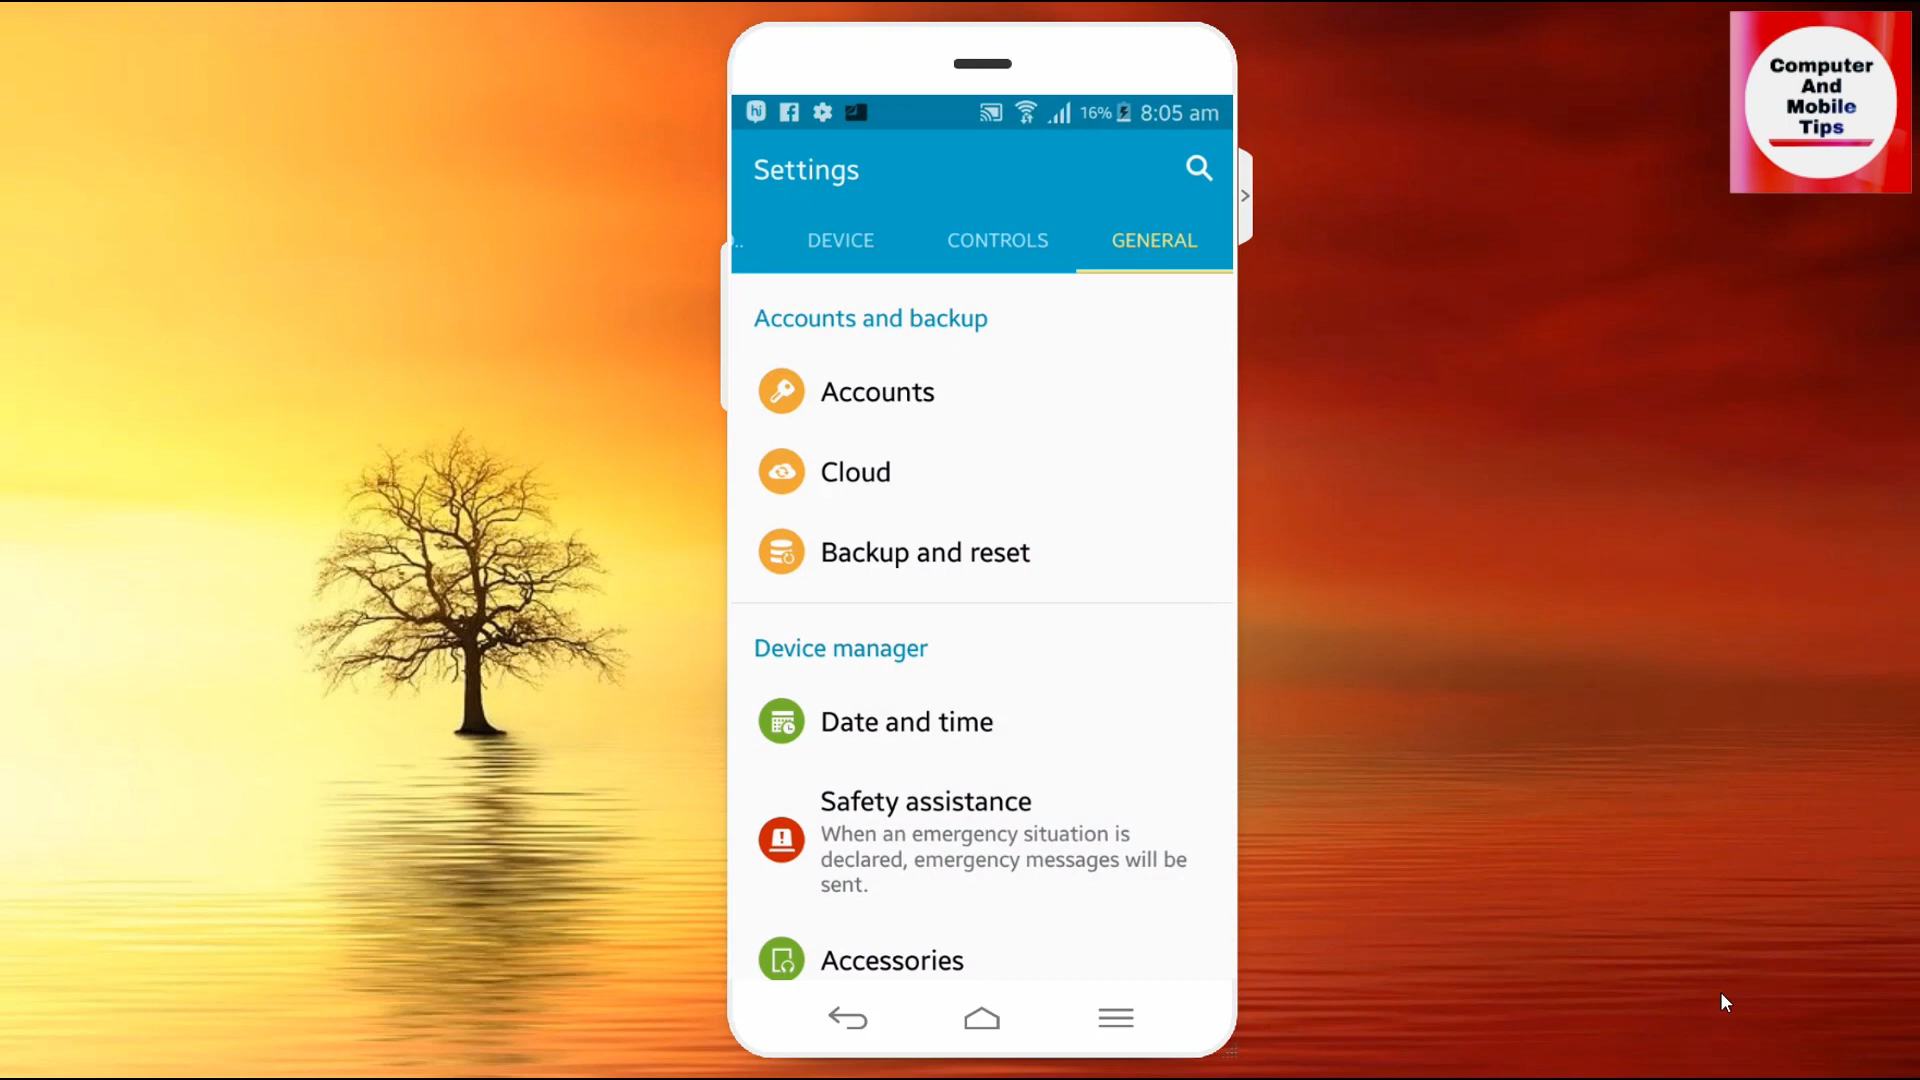 Computer
And
Mobile
Tips
hi 16% 8:05 am
Settings
DEVICE CONTROLS GENERAL
Accounts and backup
Accounts
Cloud
Backup and reset
Device manager
Date and time
Safety assistance
When an emergency situation is
declared, emergency messages will be
sent.
Accessories